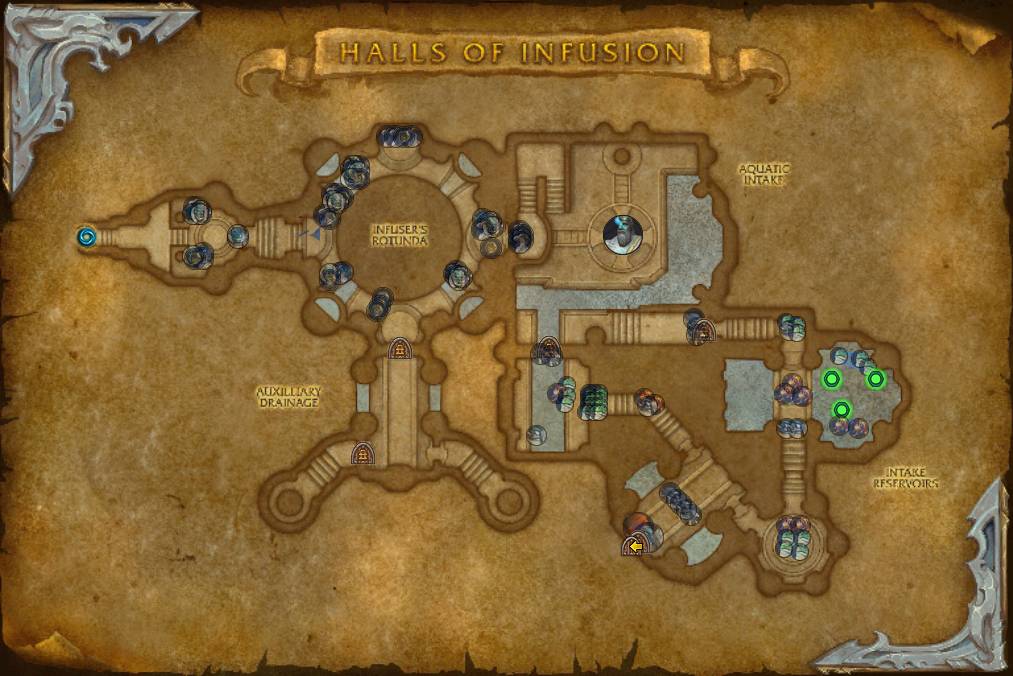 HALLS OF INFUSION
AQUATIC
INTAKE
INFUSER'S
ROTUNDA
AUXILLIARY
DRAINAGE
INTAKE
RESERVOIRS